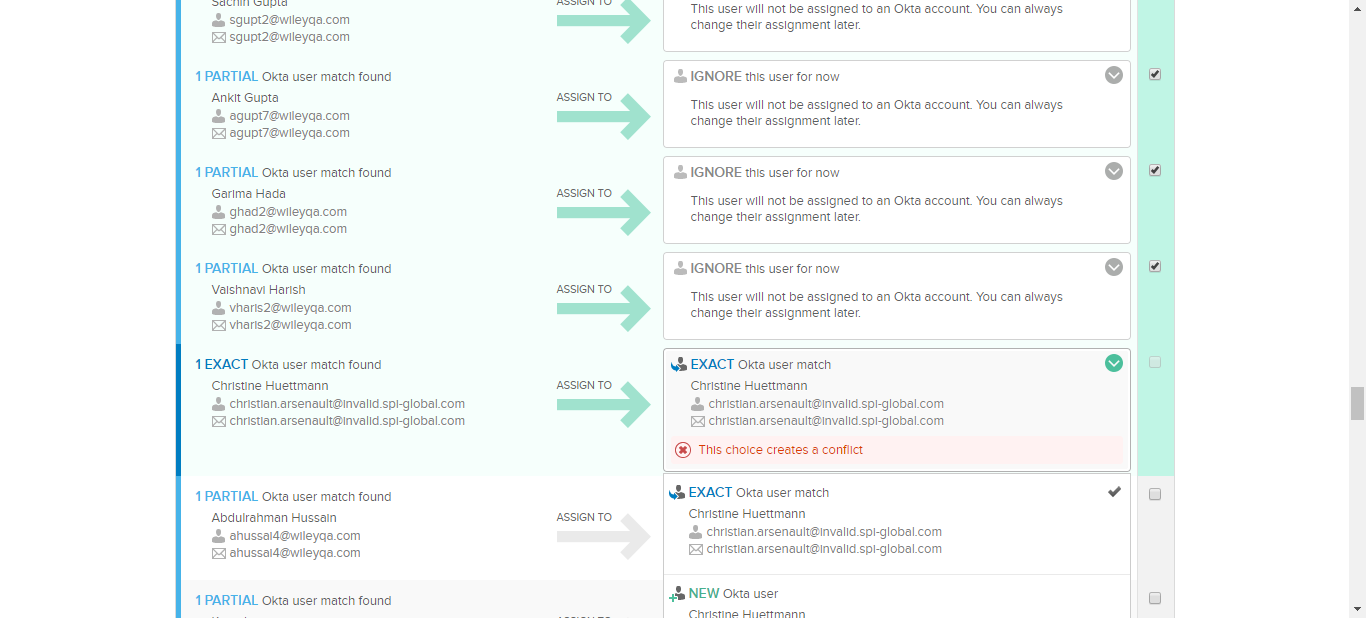 Sachin Gupta
sgupt2@wileyqa.com
sgupt2@wileyqa.com
ASSIGN TO
This user will not be assigned to an Okta account. You can always
change their assignment later.
1 PARTIAL Okta user match found
Ankit Gupta
agupt7@wileyqa.com
agupt7@wileyqa.com
ASSIGN TO
IGNORE this user for now
This user will not be assigned to an Okta account. You can always
change their assignment later.
1 PARTIAL Okta user match found
Garima Hada
ghad2@wileyqa.com
ghad2@wileyqa.com
ASSIGN TO
IGNORE this user for now
This user will not be assigned to an Okta account. You can always
change their assignment later.
1 PARTIAL Okta user match found
Vaishnavi Harish
vharis2@wileyqa.com
vharis2@wileyqa.com
ASSIGN TO
IGNORE this user for now
This user will not be assigned to an Okta account. You can always
change their assignment later.
1 EXACT Okta user match found
Christine Huettmann
christian.arsenault@invalid.spi-global.com
christian.arsenault@invalid.spi-global.com
ASSIGN TO
EXACT Okta user match
Christine Huettmann
christian.arsenault@invalid.spi-global.com
christian.arsenault@invalid.spi-global.com
This choice creates a conflict
1 PARTIAL Okta user match found
Abdulrahman Hussain
ahussai4@wileyqa.com
ahussai4@wileyqa.com
ASSIGN TO
EXACT Okta user match
Christine Huettmann
christian.arsenault@invalid.spi-global.com
christian.arsenault@invalid.spi-global.com
1 PARTIAL Okta user match found
ASSIGN TO
NEW Okta user
Christine Huettmann